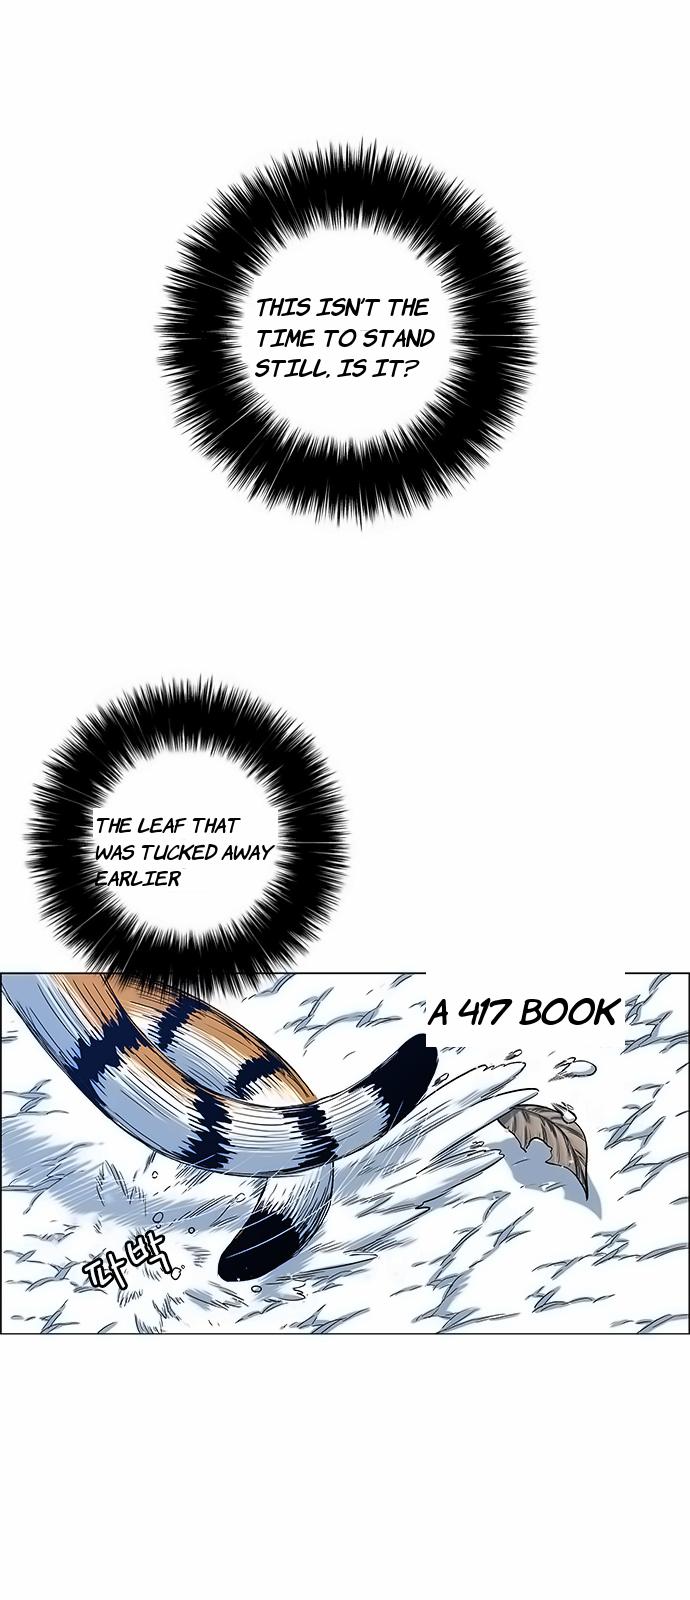 THIS ISN'T THE
TIME TO STAND
STILL, IS IT?
THE LEAF THAT
WAS TUCKED AWAY
EARLIER
A 417 BOOK
파박